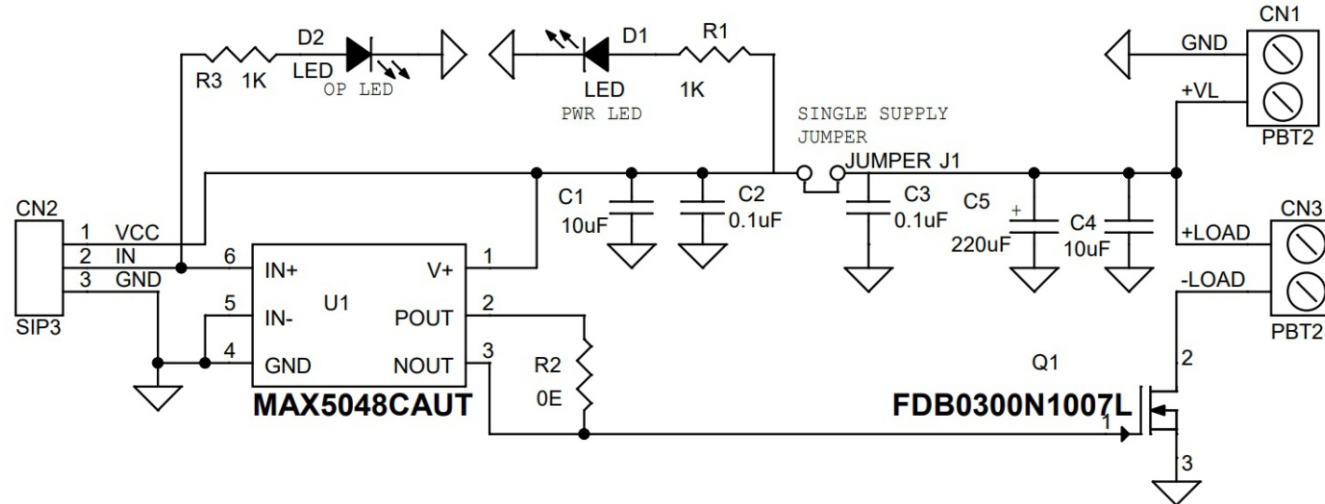 D2
LED
R3 1K
OP LED
D1
R1
LED
1K
PWR LED
SINGLE SUPPLY
JUMPER
JUMPER J1
CN1
GND
+VL
PBT2
CN2
1 VCC
2 IN
3 GND
SIP3
6 IN+
5 IN-
4 GND
U1
V+ 1
POUT 2
NOUT 3
MAX5048CAUT
R2
0E
C1
10uF
C2
0.1uF
C3
0.1uF
C5
+
220uF
C4
10uF
CN3
+LOAD
-LOAD
PBT2
Q1
FDB0300N1007L
1
2
3